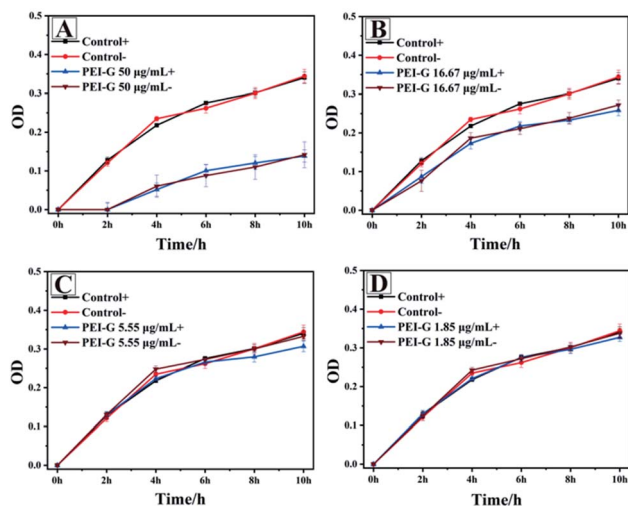 A
Control+
Control-
PEI-G 50 μg/mL+
PEI-G 50 μg/mL-
OD
0.5
0.4
0.3
0.2
0.1
0.0
0h 2h 4h 6h 8h 10h
Time/h
B
Control+
Control-
PEI-G 16.67 μg/mL+
PEI-G 16.67 μg/mL-
OD
0.5
0.4
0.3
0.2
0.1
0.0
0h 2h 4h 6h 8h 10h
Time/h
C
Control+
Control-
PEI-G 5.55 μg/mL+
PEI-G 5.55 μg/mL-
OD
0.5
0.4
0.3
0.2
0.1
0.0
0h 2h 4h 6h 8h 10h
Time/h
D
Control+
Control-
PEI-G 1.85 μg/mL+
PEI-G 1.85 μg/mL-
OD
0.5
0.4
0.3
0.2
0.1
0.0
0h 2h 4h 6h 8h 10h
Time/h